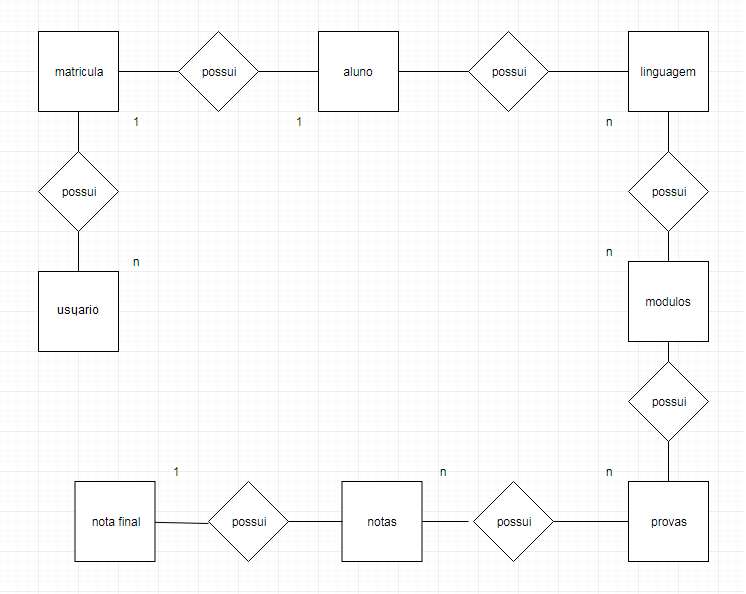 matricula
possui
aluno
possui
linguagem
1
1
n
possui
possui
n
n
usuario
modulos
possui
1
n
n
nota final
possui
notas
possui
provas